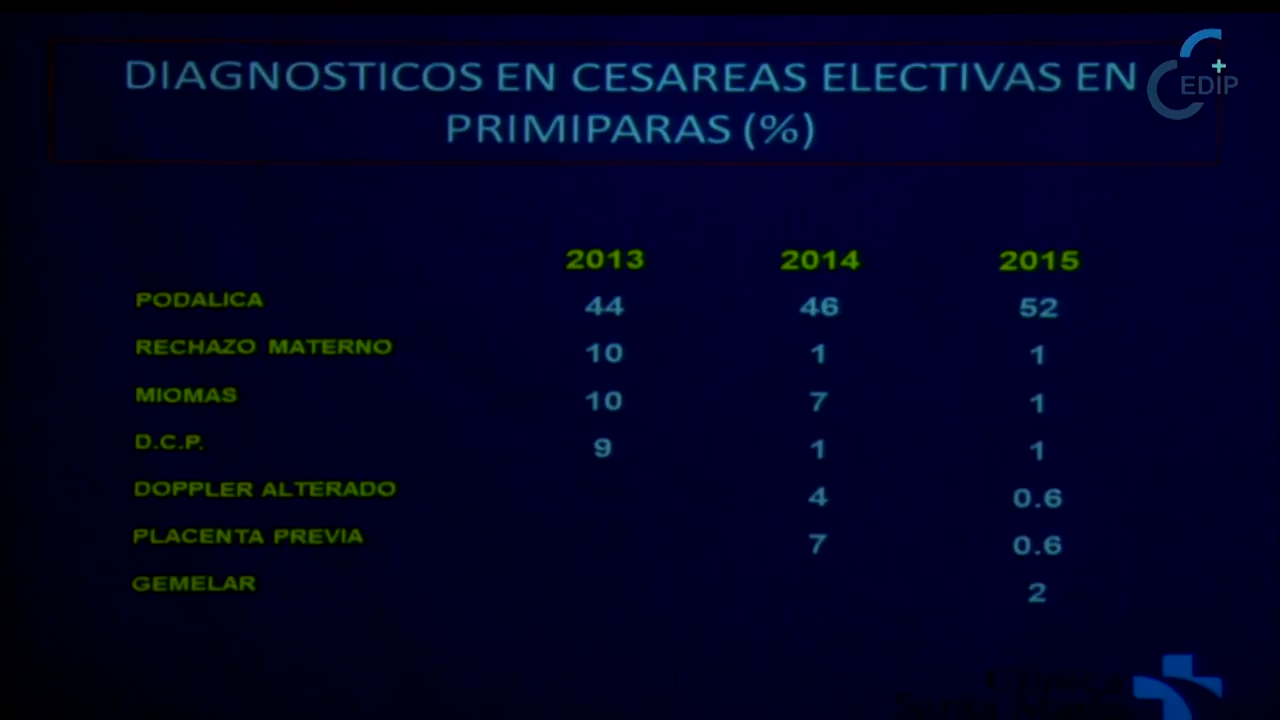 DIAGNOSTICOS EN CESAREAS ELECTIVAS EN
PRIMIPARAS (%)
EDIP
2013 2014 2015
PODALICA 44 46 52
RECHAZO MATERNO 10 1 1
MIOMAS 10 7 1
D.C.P. 9 1 1
DOPPLER ALTERADO 4 0.6
PLACENTA PREVIA 7 0.6
GEMELAR 2